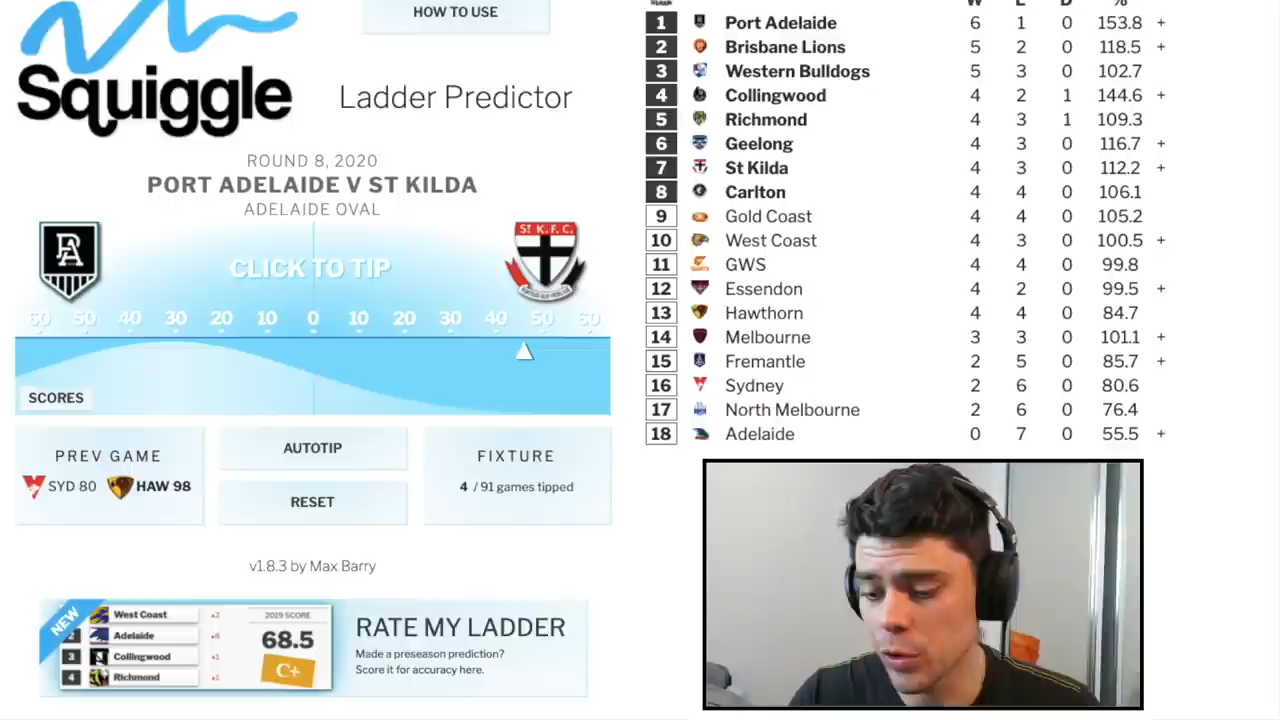 HOW TO USE
Squiggle
Ladder Predictor
ROUND 8, 2020
PORT ADELAIDE V ST KILDA
ADELAIDE OVAL
PA
ST K.F.C.
CLICK TO TIP
60 50 40 30 20 10 0 10 20 30 40 50 60
SCORES
PREV GAME
SYD 80 HAW 98
AUTOTIP
RESET
FIXTURE
4 / 91 games tipped
v1.8.3 by Max Barry
NEW
West Coast ▲2
2 Adelaide ▲6
3 Collingwood ▲1
4 Richmond ▲1
2019 SCORE
68.5
C+
RATE MY LADDER
Made a preseason prediction?
Score it for accuracy here.
W L D %
1 Port Adelaide 6 1 0 153.8 +
2 Brisbane Lions 5 2 0 118.5 +
3 Western Bulldogs 5 3 0 102.7
4 Collingwood 4 2 1 144.6 +
5 Richmond 4 3 1 109.3
6 Geelong 4 3 0 116.7 +
7 St Kilda 4 3 0 112.2 +
8 Carlton 4 4 0 106.1
9 Gold Coast 4 4 0 105.2
10 West Coast 4 3 0 100.5 +
11 GWS 4 4 0 99.8
12 Essendon 4 2 0 99.5 +
13 Hawthorn 4 4 0 84.7
14 Melbourne 3 3 0 101.1 +
15 Fremantle 2 5 0 85.7 +
16 Sydney 2 6 0 80.6
17 North Melbourne 2 6 0 76.4
18 Adelaide 0 7 0 55.5 +